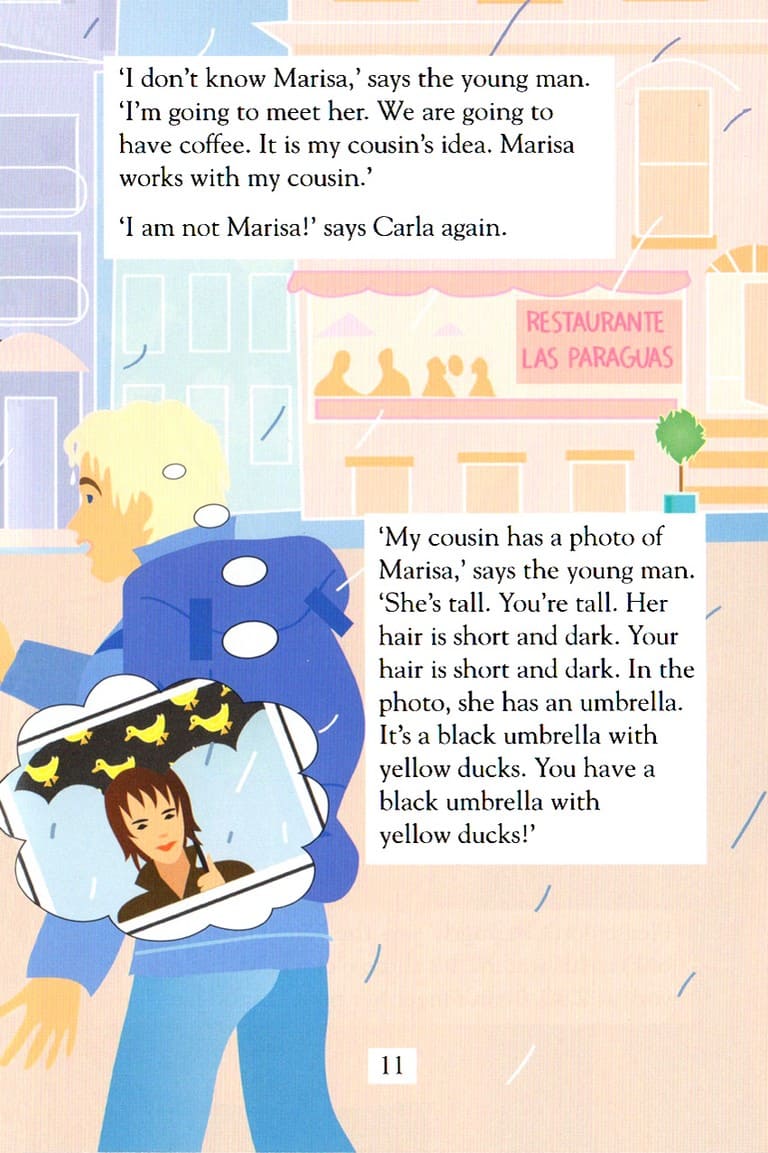 ‘I don’t know Marisa,’ says the young man.
‘I’m going to meet her. We are going to
have coffee. It is my cousin’s idea. Marisa
works with my cousin.’
‘I am not Marisa!’ says Carla again.
RESTAURANTE
LAS PARAGUAS
‘My cousin has a photo of
Marisa,’ says the young man.
‘She’s tall. You’re tall. Her
hair is short and dark. Your
hair is short and dark. In the
photo, she has an umbrella.
It’s a black umbrella with
yellow ducks. You have a
black umbrella with
yellow ducks!’
11